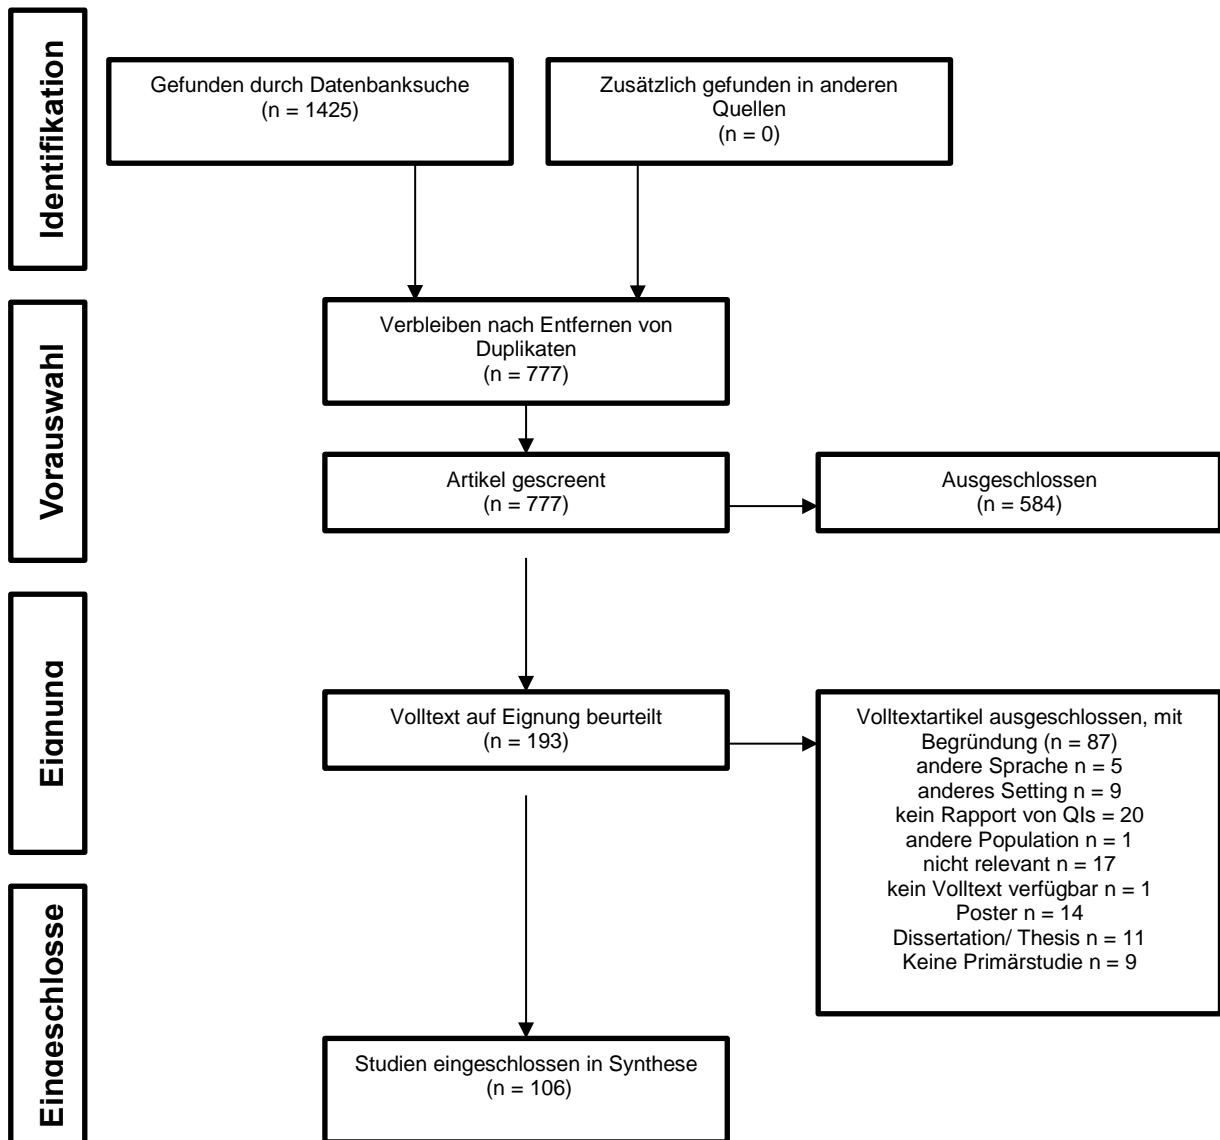 Identifikation
Gefunden durch Datenbanksuche
(n = 1425)
Zusätzlich gefunden in anderen
Quellen
(n = 0)
Vorauswahl
Verbleiben nach Entfernen von
Duplikaten
(n = 777)
Artikel gescreent
(n = 777)
Ausgeschlossen
(n = 584)
Eignung
Volltext auf Eignung beurteilt
(n = 193)
Volltextartikel ausgeschlossen, mit
Begründung (n = 87)
andere Sprache n = 5
anderes Setting n = 9
kein Rapport von QIs = 20
andere Population n = 1
nicht relevant n = 17
kein Volltext verfügbar n = 1
Poster n = 14
Dissertation/ Thesis n = 11
Keine Primärstudie n = 9
Eingeschlosse
Studien eingeschlossen in Synthese
(n = 106)